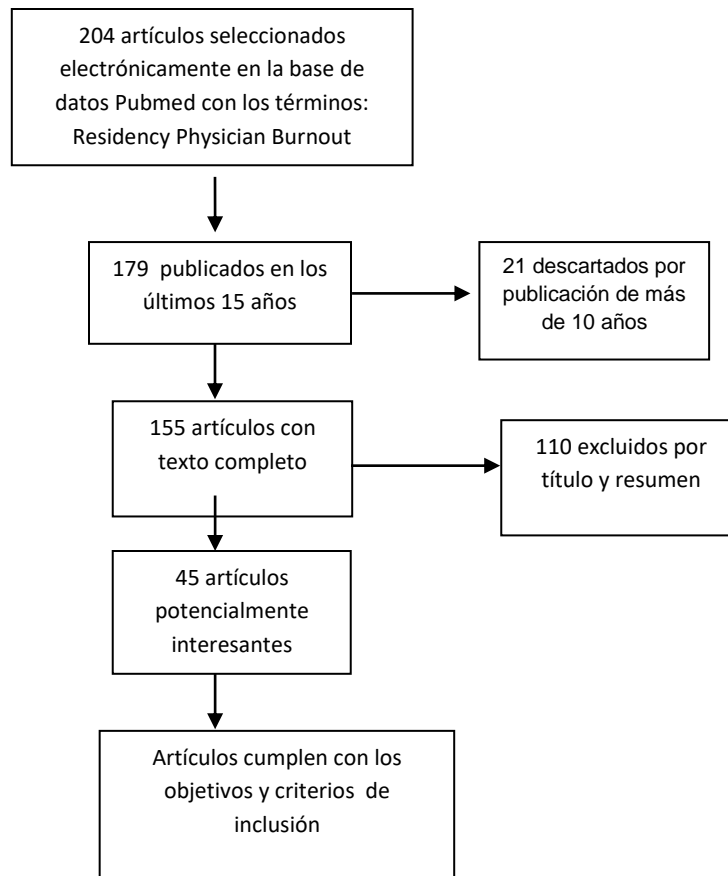 204 artículos seleccionados
electrónicamente en la base de
datos Pubmed con los términos:
Residency Physician Burnout
179 publicados en los
últimos 15 años
21 descartados por
publicación de más
de 10 años
155 artículos con
texto completo
110 excluidos por
título y resumen
45 artículos
potencialmente
interesantes
Artículos cumplen con los
objetivos y criterios de
inclusión